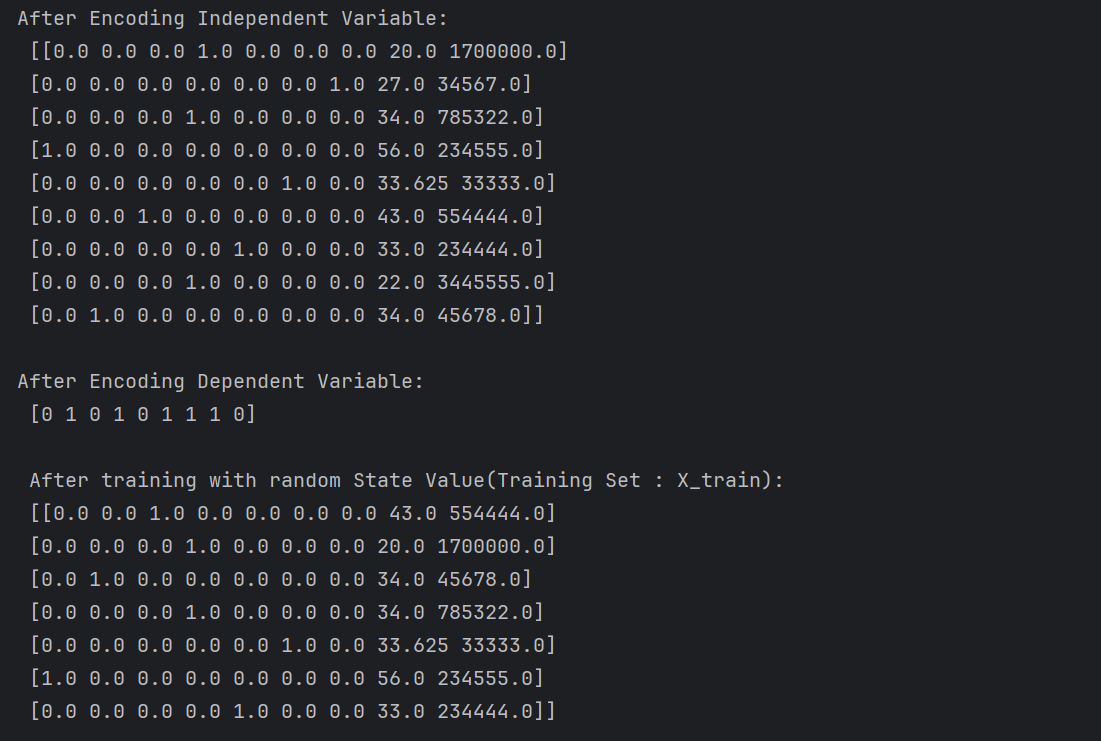 After Encoding Independent Variable:
[[0.0 0.0 0.0 1.0 0.0 0.0 0.0 20.0 1700000.0]
[0.0 0.0 0.0 0.0 0.0 0.0 1.0 27.0 34567.0]
[0.0 0.0 0.0 1.0 0.0 0.0 0.0 34.0 785322.0]
[1.0 0.0 0.0 0.0 0.0 0.0 0.0 56.0 234555.0]
[0.0 0.0 0.0 0.0 0.0 1.0 0.0 33.625 33333.0]
[0.0 0.0 1.0 0.0 0.0 0.0 0.0 43.0 554444.0]
[0.0 0.0 0.0 0.0 1.0 0.0 0.0 33.0 234444.0]
[0.0 0.0 0.0 1.0 0.0 0.0 0.0 22.0 3445555.0]
[0.0 1.0 0.0 0.0 0.0 0.0 0.0 34.0 45678.0]]
After Encoding Dependent Variable:
[0 1 0 1 0 1 1 1 0]
After training with random State Value(Training Set : X_train):
[[0.0 0.0 1.0 0.0 0.0 0.0 0.0 43.0 554444.0]
[0.0 0.0 0.0 1.0 0.0 0.0 0.0 20.0 1700000.0]
[0.0 1.0 0.0 0.0 0.0 0.0 0.0 34.0 45678.0]
[0.0 0.0 0.0 1.0 0.0 0.0 0.0 34.0 785322.0]
[0.0 0.0 0.0 0.0 0.0 1.0 0.0 33.625 33333.0]
[1.0 0.0 0.0 0.0 0.0 0.0 0.0 56.0 234555.0]
[0.0 0.0 0.0 0.0 1.0 0.0 0.0 33.0 234444.0]]